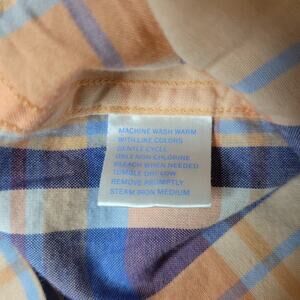 MACHINE WASH WARM
WITH LIKE COLORS
GENTLE CYCLE
ONLY NON CHLORINE
BLEACH WHEN NEEDED
TUMBLE DRY LOW
REMOVE PROMPTLY
STEAM IRON MEDIUM